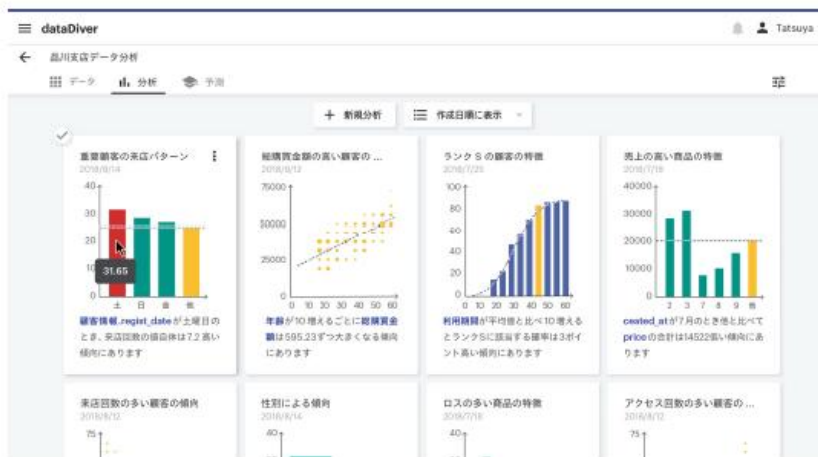 dataDiver
Tatsuya
品川支店データ分析
データ 分析 予測
+ 新規分析 作成日順に表示
重要顧客の来店パターン
2018/8/14
40
30
20
10
0
31.65
土 日 金 他
顧客情報.regist_date が土曜日の
とき、来店回数の値自体は7.2 高い
傾向にあります
総購買金額の高い顧客の ...
2018/8/12
75000
50000
25000
0
0 10 20 30 40 50 60
年齢が10 増えるごとに総購買金
額は595.23ずつ大きくなる傾向
にあります
ランク S の顧客の特徴
2018/7/20
100
80
60
40
20
0
0 10 20 30 40 50 60
利用期間が平均値と比べ10 増える
とランクSに該当する確率は3ポイ
ント高い傾向にあります
売上の高い商品の特徴
2018/7/18
40000
30000
20000
10000
0
2 3 7 8 9 他
created_atが7月のとき他と比べて
priceの合計は14522低い傾向にあ
ります
来店回数の多い顧客の傾向
2018/8/12
75
性別による傾向
2018/8/14
40
ロスの多い商品の特徴
2018/7/18
40
アクセス回数の多い顧客の ...
2018/8/12
75